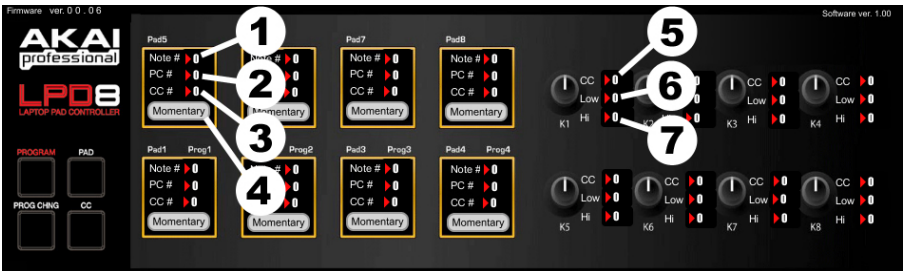 Firmware ver. 0 0 . 0 6
Software ver. 1.00
AKAI
professional
LPD8
LAPTOP PAD CONTROLLER
PROGRAM PAD
PROG CHNG CC
Pad5
Note # 0
PC # 0
CC # 0
Momentary
1
2
3
4
Pad7
Note # 0
PC # 0
CC # 0
Momentary
Pad8
Note # 0
PC # 0
CC # 0
Momentary
Pad1 Prog1
Note # 0
PC # 0
CC # 0
Momentary
Prog2
0
0
0
Momentary
Pad3 Prog3
Note # 0
PC # 0
CC # 0
Momentary
Pad4 Prog4
Note # 0
PC # 0
CC # 0
Momentary
5
6
7
K1
CC 0
Low 0
Hi 0
K3
CC 0
Low 0
Hi 0
K4
CC 0
Low 0
Hi 0
K5
CC 0
Low 0
Hi 0
K6
CC 0
Low 0
Hi 0
K7
CC 0
Low 0
Hi 0
K8
CC 0
Low 0
Hi 0